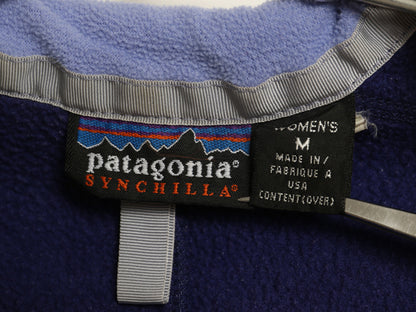 patagonia®
SYNCHILLA®
WOMEN'S
M
MADE IN/
FABRIQUE A
USA
CONTENT(OVER)